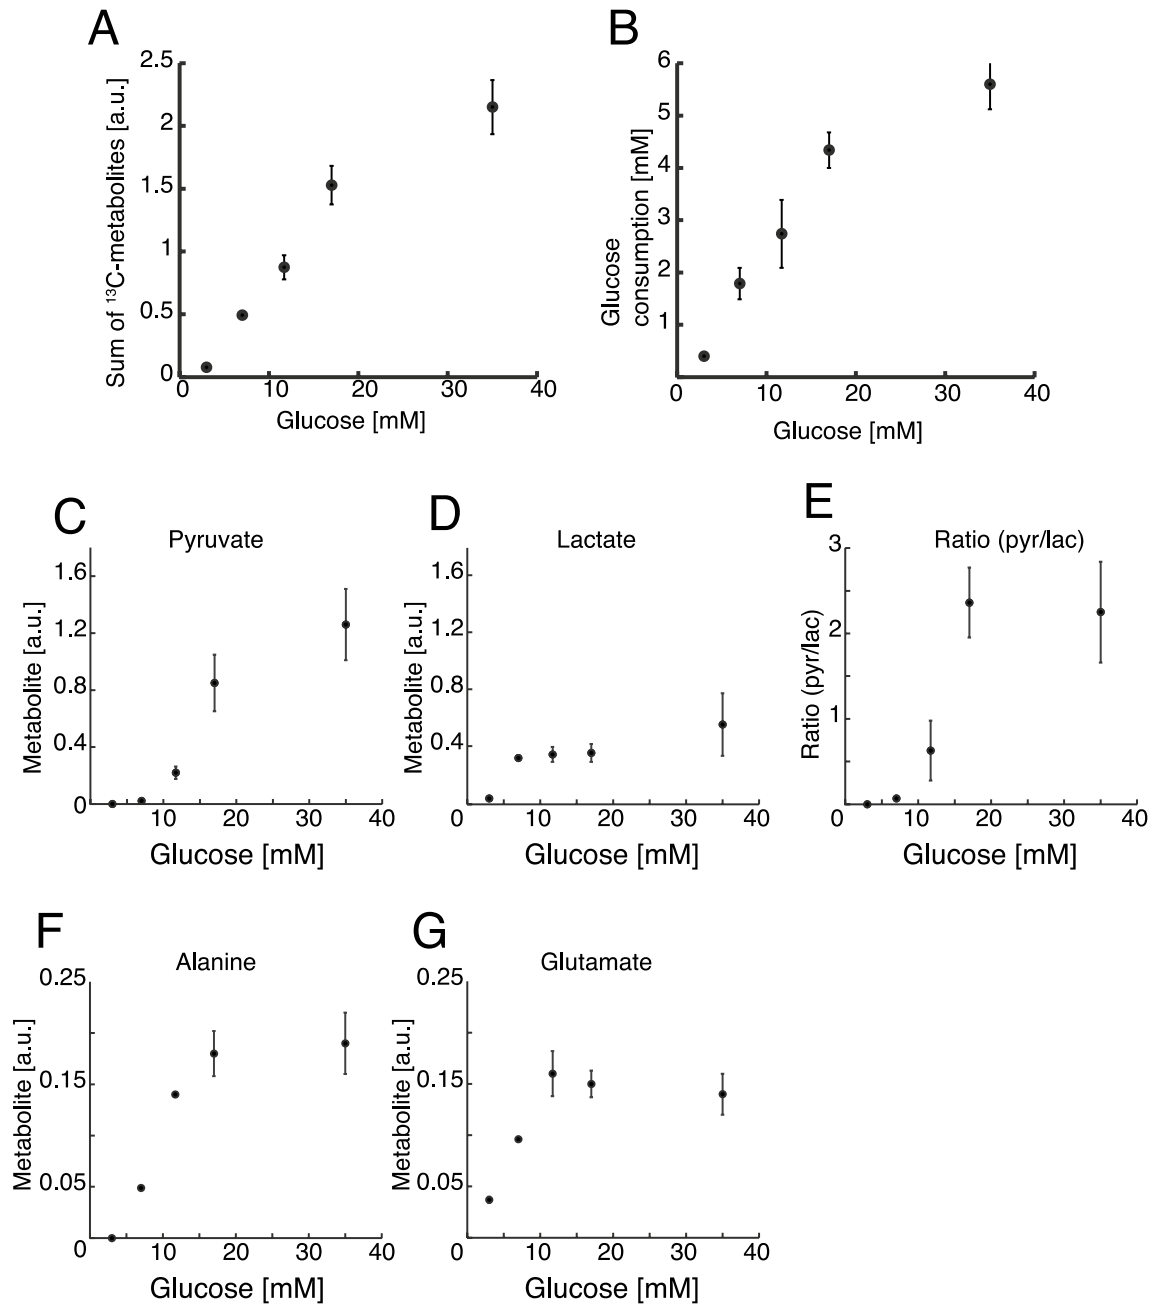 A
B
2.5
2
1.5
1
0.5
0
Sum of ¹³C-metabolites [a.u.]
0 10 20 30 40
Glucose [mM]
6
5
4
3
2
1
Glucose
consumption [mM]
0 10 20 30 40
Glucose [mM]
C
Pyruvate
1.6
1.2
0.8
0.4
0
Metabolite [a.u.]
10 20 30 40
Glucose [mM]
D
Lactate
1.6
1.2
0.8
0.4
0
Metabolite [a.u.]
10 20 30 40
Glucose [mM]
E
Ratio (pyr/lac)
3
2
1
0
Ratio (pyr/lac)
10 20 30 40
Glucose [mM]
F
Alanine
0.25
0.15
0.05
0
Metabolite [a.u.]
10 20 30 40
Glucose [mM]
G
Glutamate
0.25
0.15
0.05
0
Metabolite [a.u.]
10 20 30 40
Glucose [mM]